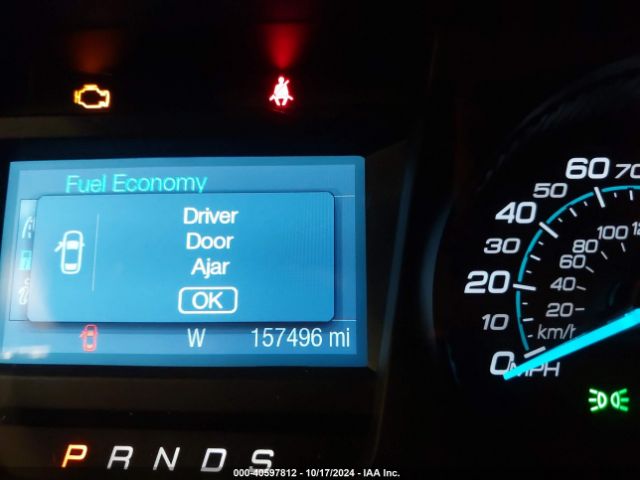 Fuel Economy
Driver
Door
Ajar
OK
W 157496 mi
P R N D S
60 70
50
40
30
20
10
0 MPH
100
80
60
40
20
km/h
000-40597812 - 10/17/2024 - IAA Inc.